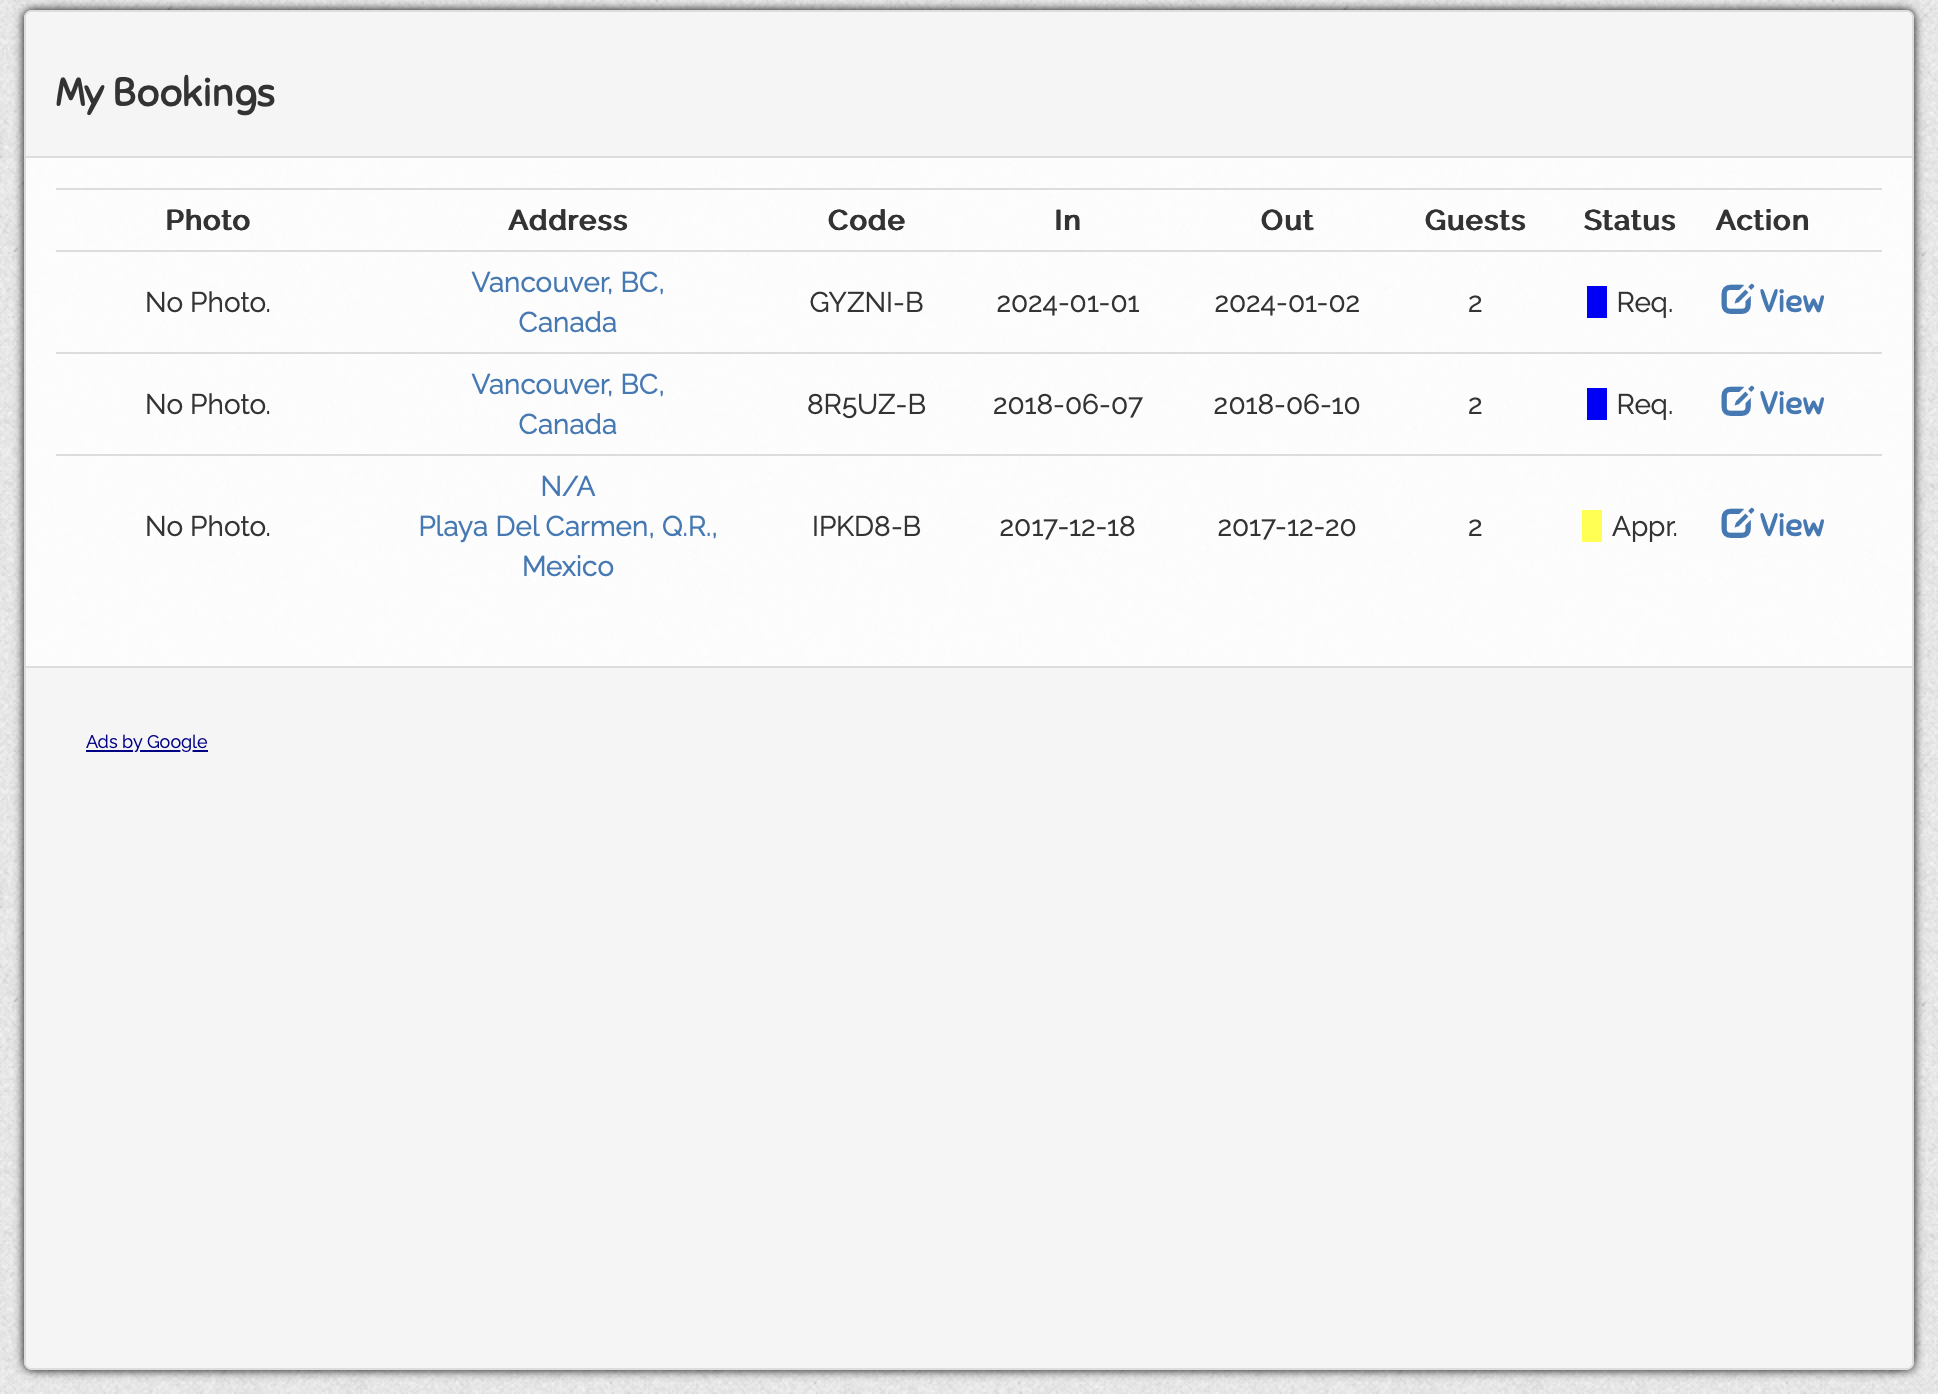 My Bookings
Photo Address Code In Out Guests Status Action
No Photo. Vancouver, BC, Canada GYZNI-B 2024-01-01 2024-01-02 2 Req. View
No Photo. Vancouver, BC, Canada 8R5UZ-B 2018-06-07 2018-06-10 2 Req. View
No Photo. N/A Playa Del Carmen, Q.R., Mexico IPKD8-B 2017-12-18 2017-12-20 2 Appr. View
Ads by Google